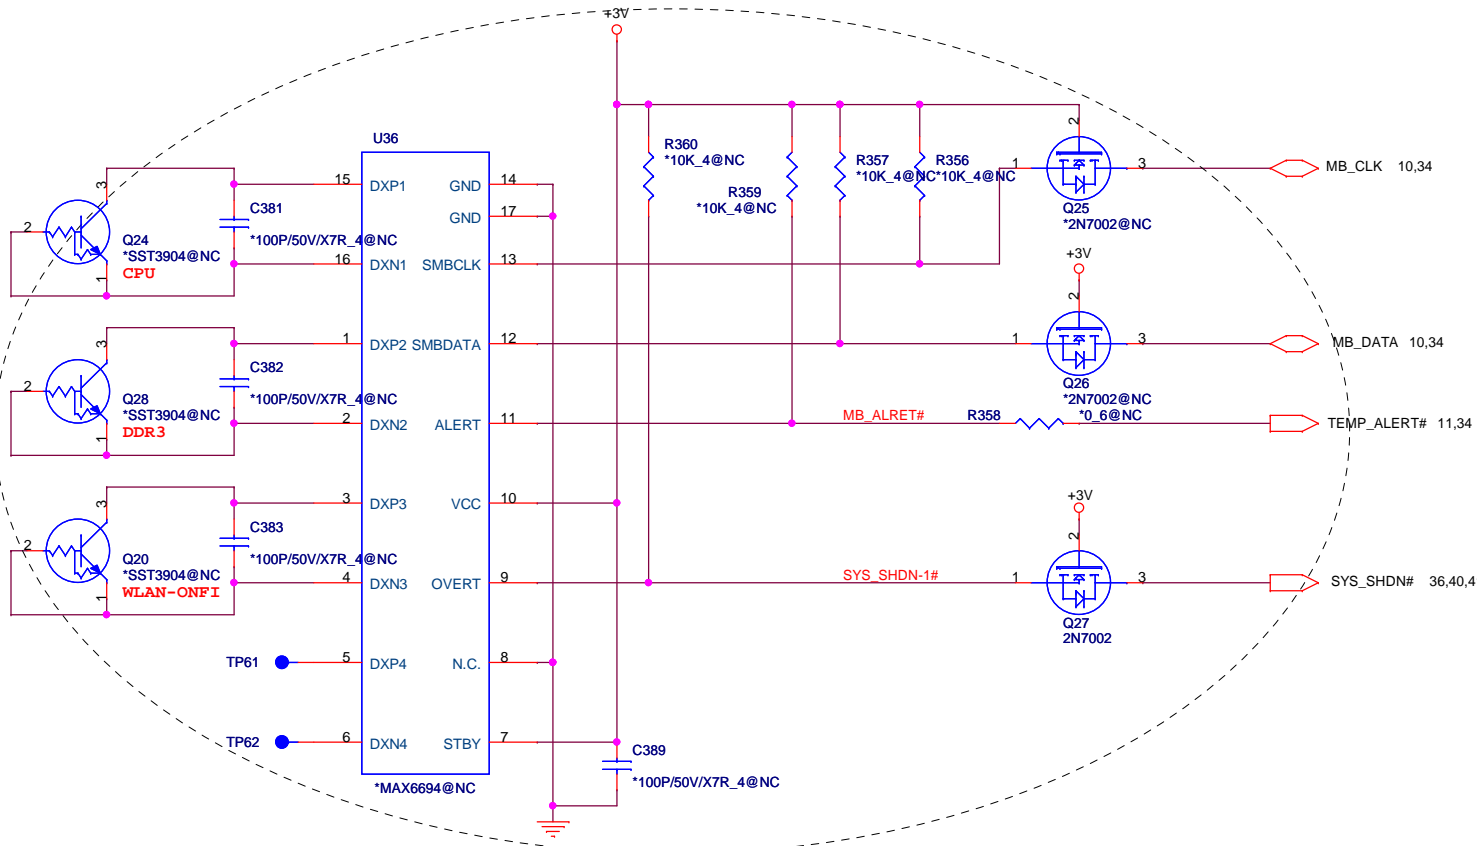 +3V
U36
R360
*10K_4@NC
R359
*10K_4@NC
R357
*10K_4@NC
R356
*10K_4@NC
2
1
3
Q25
*2N7002@NC
MB_CLK 10,34
3
2
1
Q24
*SST3904@NC
CPU
C381
*100P/50V/X7R_4@NC
15 DXP1
16 DXN1
GND 14
GND 17
SMBCLK 13
+3V
2
1
3
Q26
*2N7002@NC
MB_DATA 10,34
3
2
1
Q28
*SST3904@NC
DDR3
C382
*100P/50V/X7R_4@NC
1 DXP2
2 DXN2
SMBDATA 12
ALERT 11
MB_ALRET#
R358
*0_6@NC
TEMP_ALERT# 11,34
3
2
1
Q20
*SST3904@NC
WLAN-ONFI
C383
*100P/50V/X7R_4@NC
3 DXP3
4 DXN3
VCC 10
OVERT 9
SYS_SHDN-1#
+3V
2
1
3
Q27
2N7002
SYS_SHDN# 36,40,4
TP61
5 DXP4
N.C. 8
TP62
6 DXN4
STBY 7
C389
*100P/50V/X7R_4@NC
*MAX6694@NC